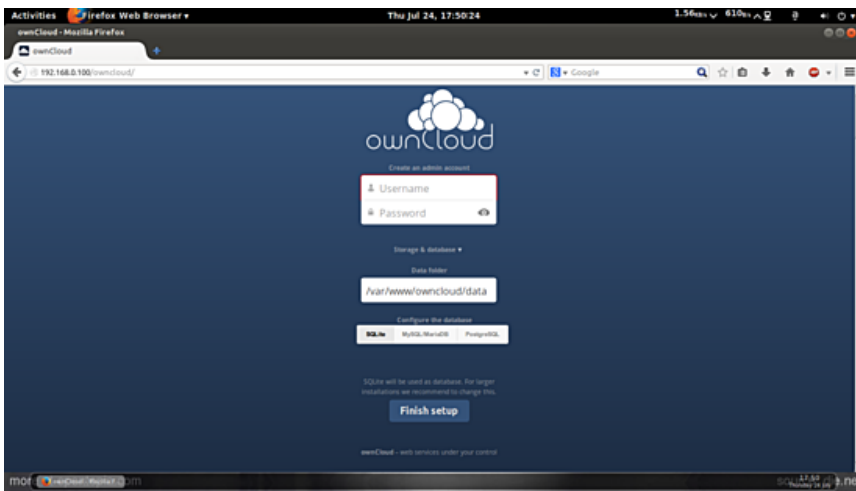 Activities Firefox Web Browser Thu Jul 24, 17:50:24
ownCloud - Mozilla Firefox
ownCloud
192.168.0.100/owncloud/ Google
ownCloud
Create an admin account
Username
Password
Storage & database
Data folder
/var/www/owncloud/data
Configure the database
SQLite MySQL/MariaDB PostgreSQL
SQLite will be used as database. For larger
installations we recommend to change this.
Finish setup
ownCloud – web services under your control
17:50